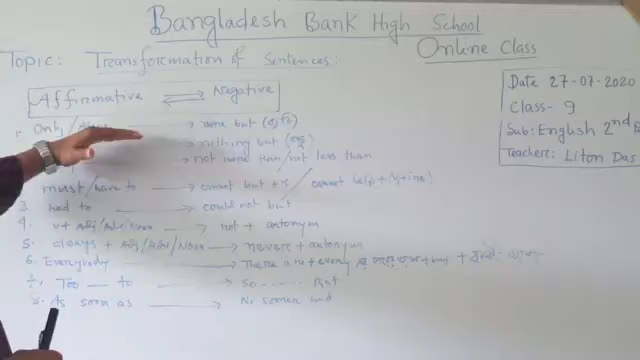 Bangladesh Bank High School
Online Class
Topic: Transformation of Sentences:
Affirmative ⇌ Negative
Date 27-07-2020
Class- 9
Sub: English 2nd
Teacher: Liton Das
1. Only / → none but
→ nothing but
→ not more than/not less than
must/have to → cannot but + V cannot help + (V+ing)
3. had to → could not but
4. V + Adj/Adv/Noun → not + antonym
5. always + Adj/Adv/Noun → never + antonym
6. Everybody → There is no +
7. Too — to → so ...... that
8. As soon as → No sooner had